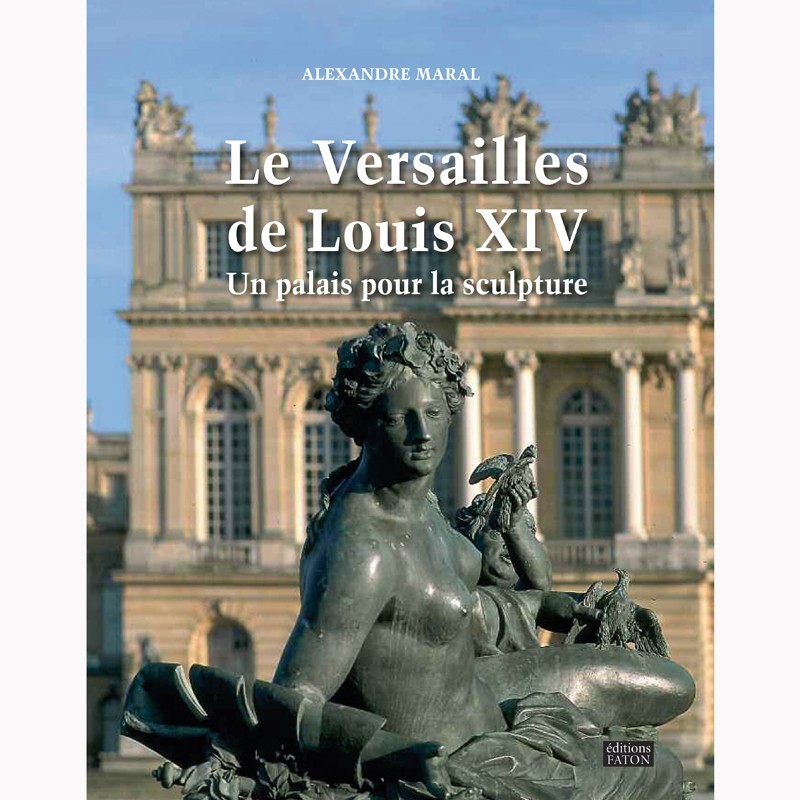 ALEXANDRE MARAL
Le Versailles
de Louis XIV
Un palais pour la sculpture
éditions
FATON